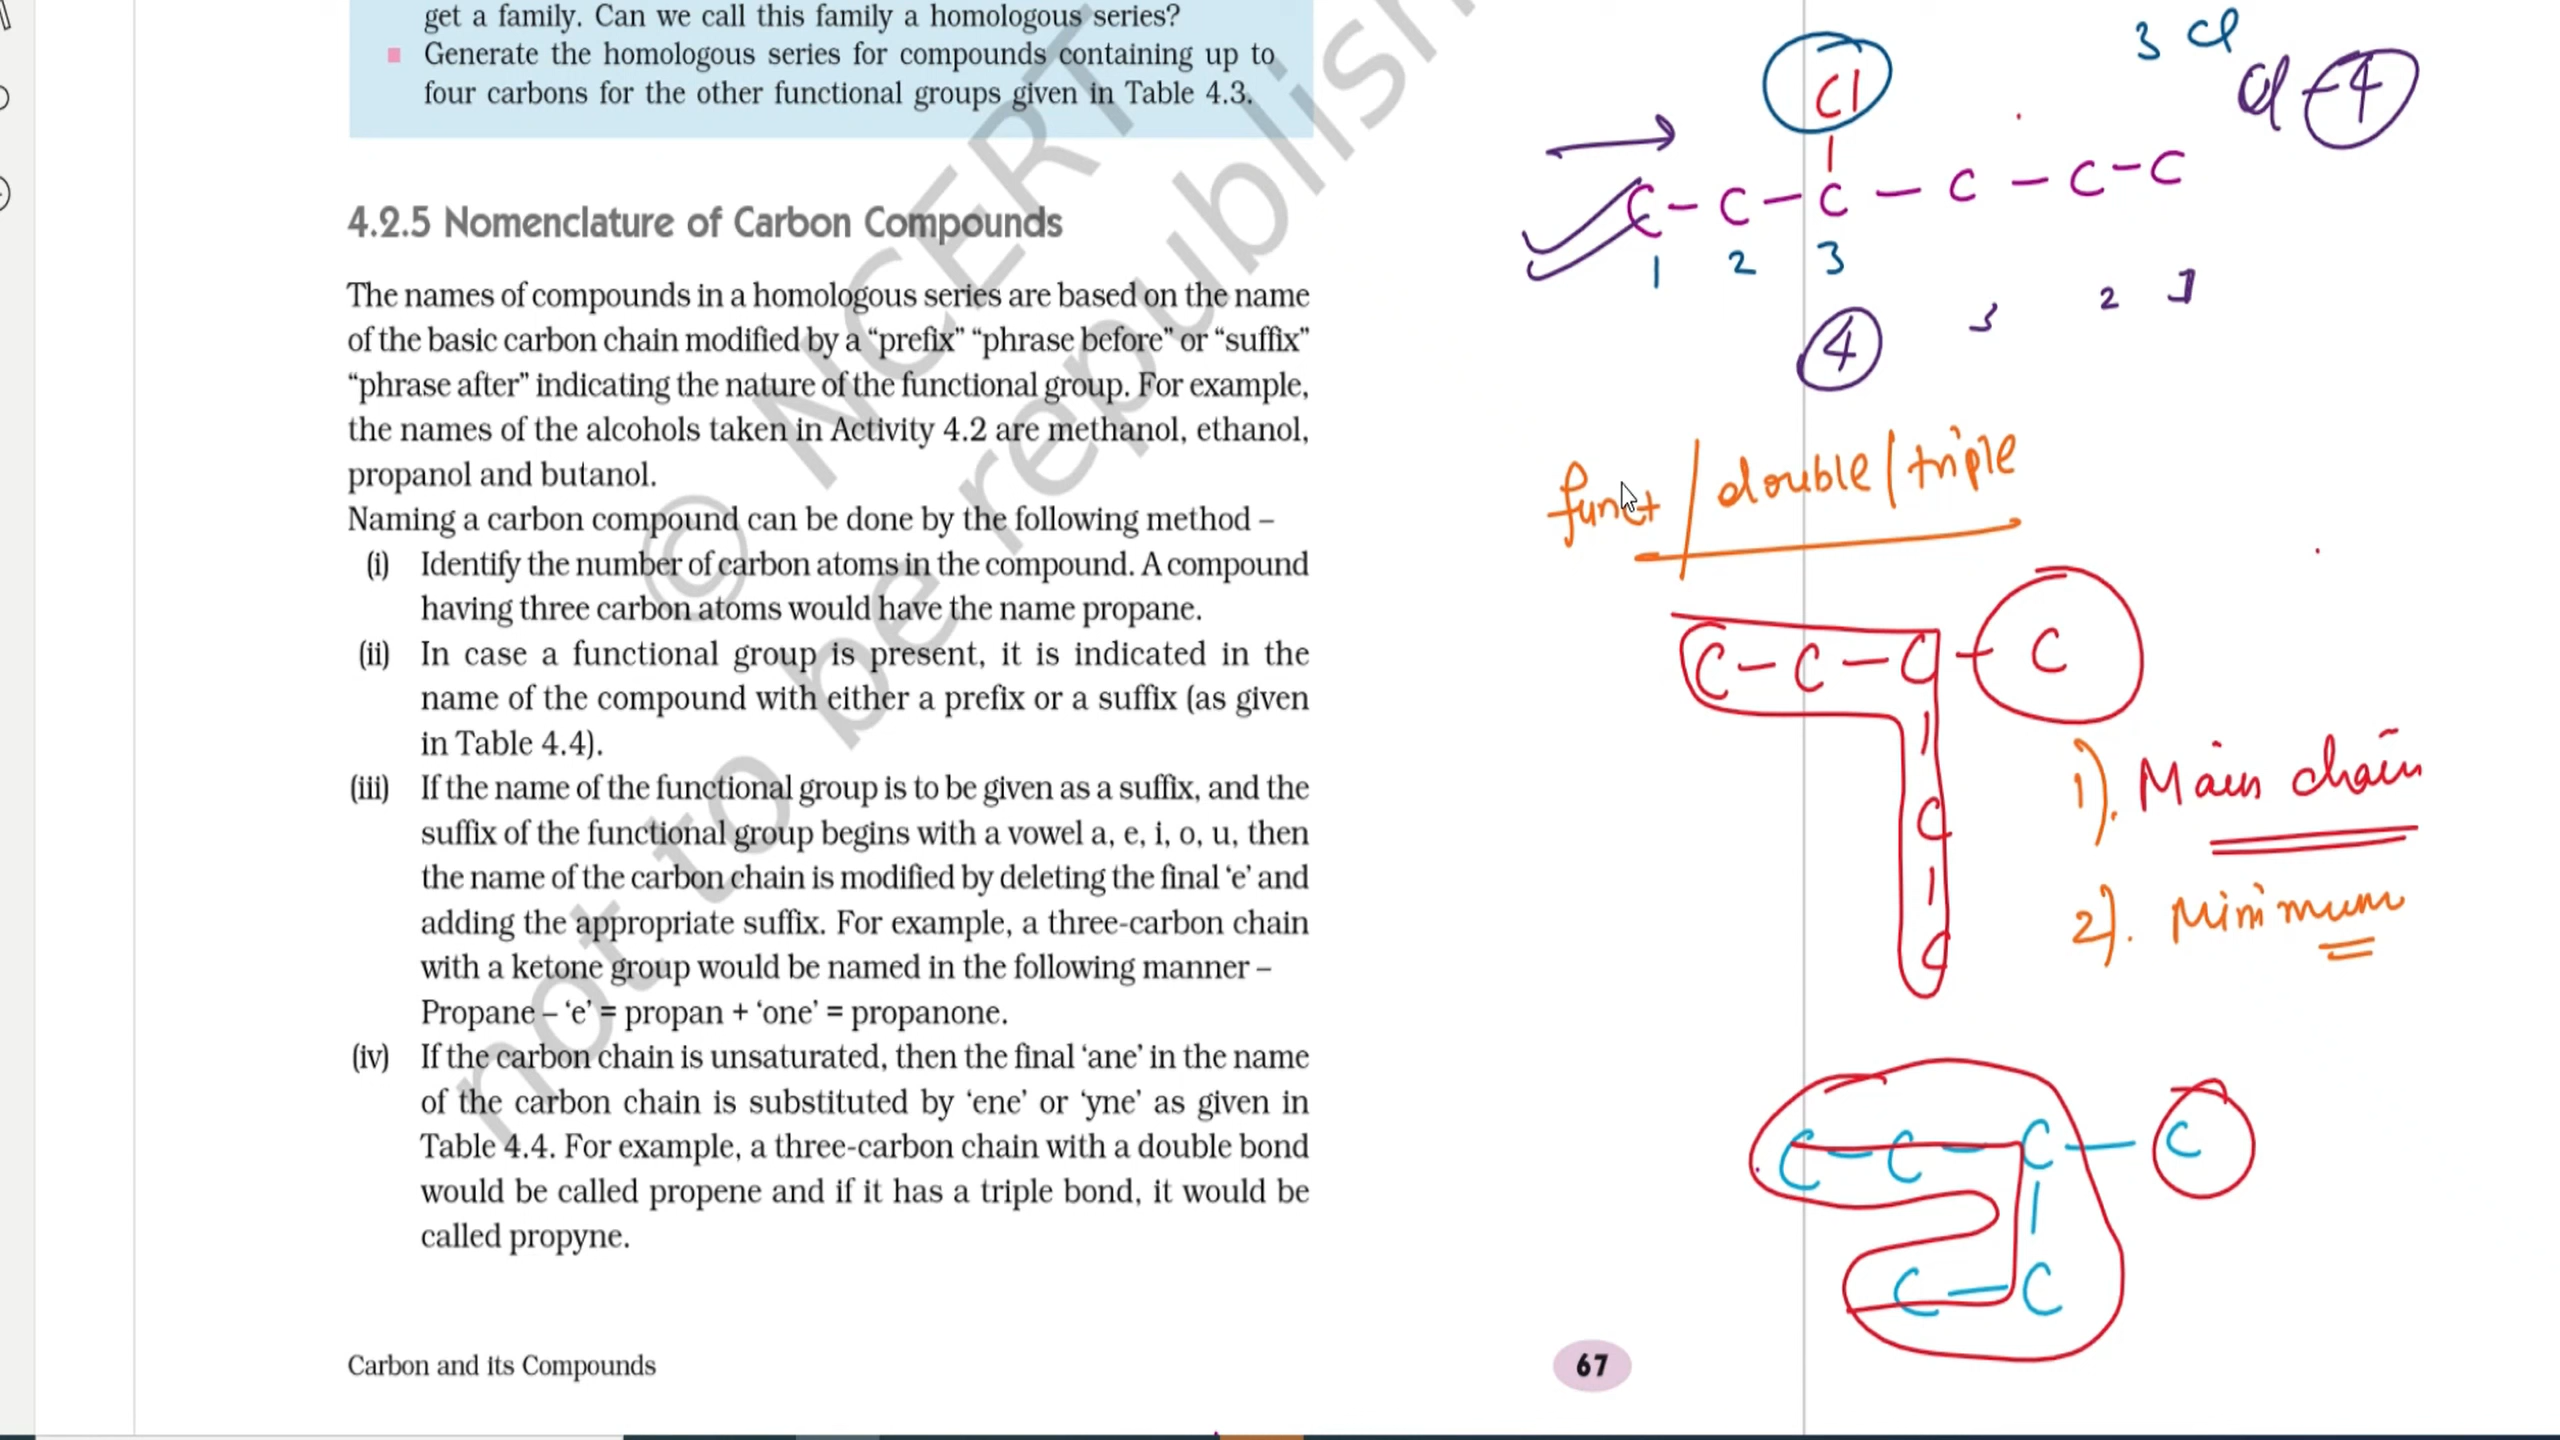 get a family. Can we call this family a homologous series?
■ Generate the homologous series for compounds containing up to
four carbons for the other functional groups given in Table 4.3.
4.2.5 Nomenclature of Carbon Compounds
The names of compounds in a homologous series are based on the name
of the basic carbon chain modified by a “prefix” “phrase before” or “suffix”
“phrase after” indicating the nature of the functional group. For example,
the names of the alcohols taken in Activity 4.2 are methanol, ethanol,
propanol and butanol.
Naming a carbon compound can be done by the following method –
(i) Identify the number of carbon atoms in the compound. A compound
having three carbon atoms would have the name propane.
(ii) In case a functional group is present, it is indicated in the
name of the compound with either a prefix or a suffix (as given
in Table 4.4).
(iii) If the name of the functional group is to be given as a suffix, and the
suffix of the functional group begins with a vowel a, e, i, o, u, then
the name of the carbon chain is modified by deleting the final ‘e’ and
adding the appropriate suffix. For example, a three-carbon chain
with a ketone group would be named in the following manner –
Propane – ‘e’ = propan + ‘one’ = propanone.
(iv) If the carbon chain is unsaturated, then the final ‘ane’ in the name
of the carbon chain is substituted by ‘ene’ or ‘yne’ as given in
Table 4.4. For example, a three-carbon chain with a double bond
would be called propene and if it has a triple bond, it would be
called propyne.
Carbon and its Compounds
67
© NCERT
not to be republish
3 Cl
Cl - 4
Cl
C - C - C - C - C - C
1 2 3
4 3 2 1
funct / double / triple
C - C - C - C
C
C
1). Main chain
2). Minimum
C - C - C - C
C - C